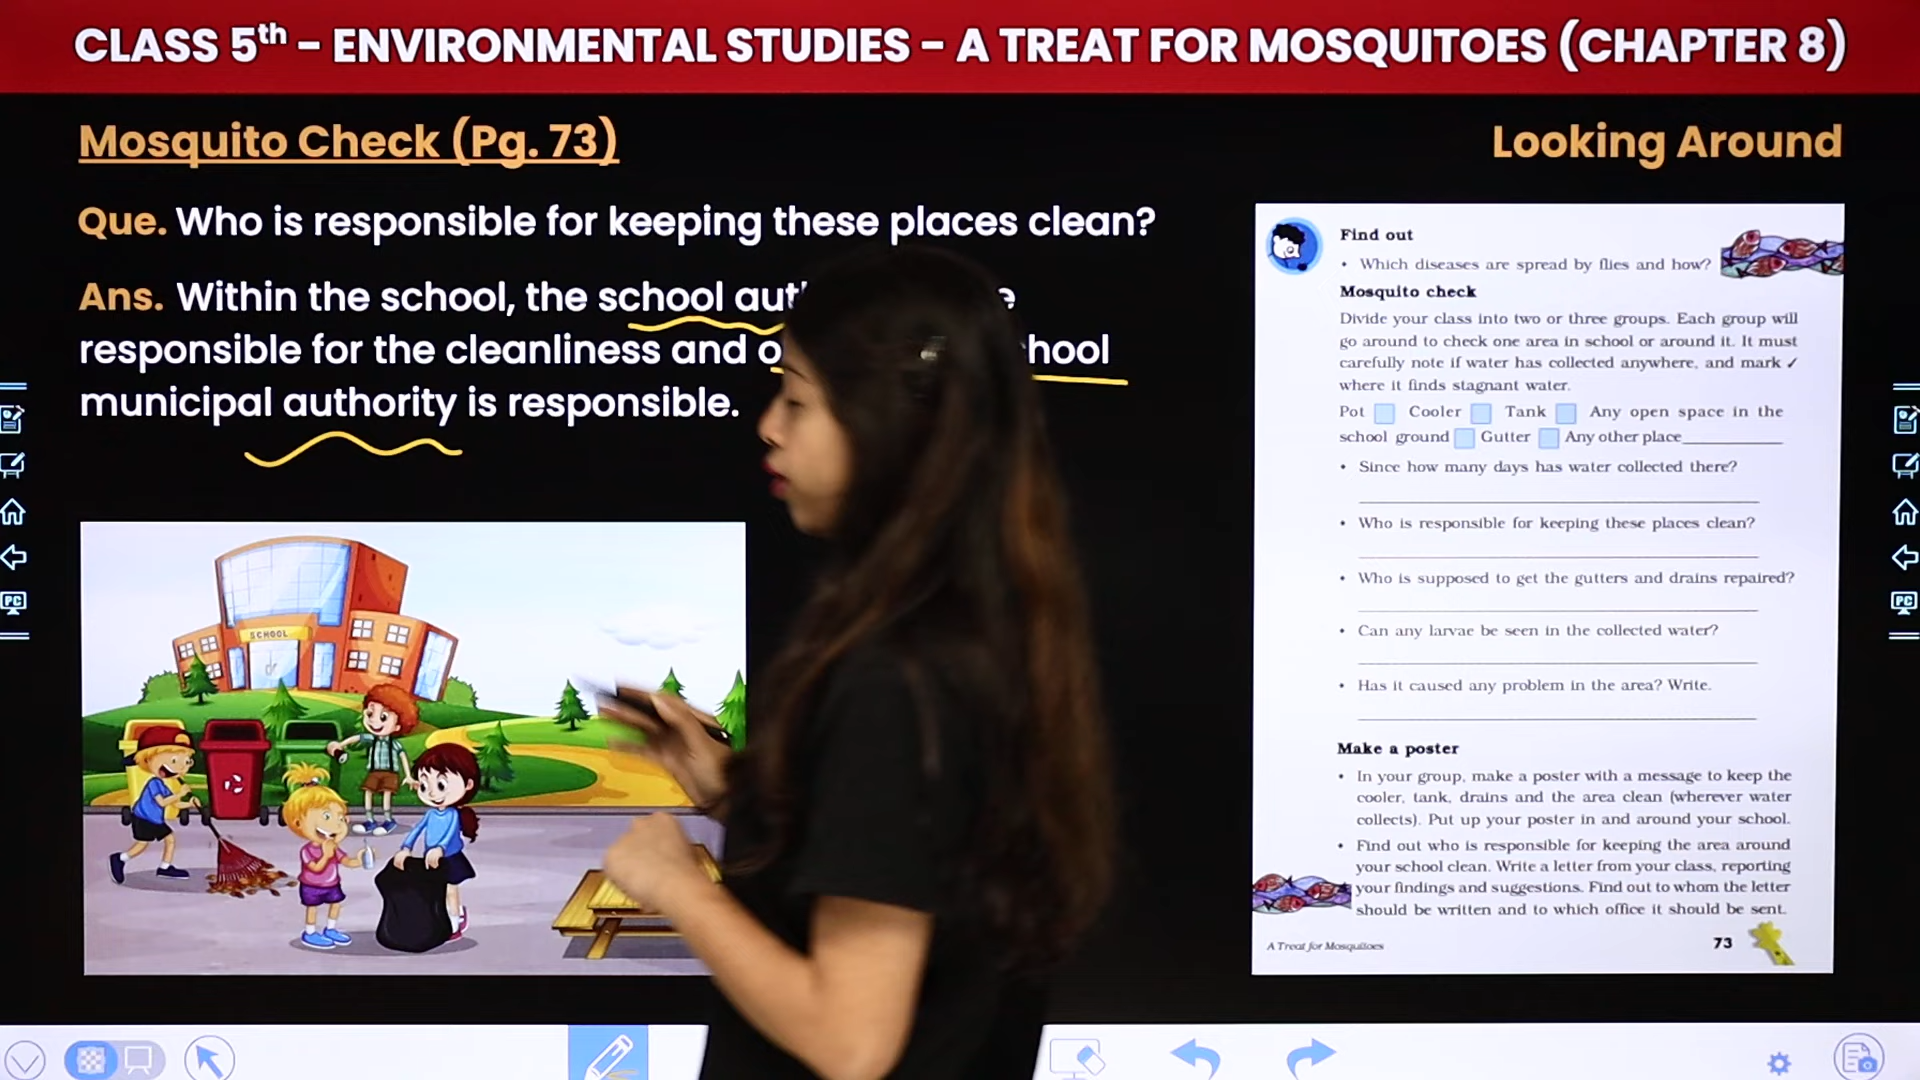 CLASS 5th – ENVIRONMENTAL STUDIES – A TREAT FOR MOSQUITOES (CHAPTER 8)
Mosquito Check (Pg. 73)
Looking Around
Que. Who is responsible for keeping these places clean?
Ans. Within the school, the school
responsible for the cleanliness and
municipal authority is responsible.
SCHOOL
Find out
• Which diseases are spread by flies and how?
Mosquito check
Divide your class into two or three groups. Each group will
go around to check one area in school or around it. It must
carefully note if water has collected anywhere, and mark ✓
where it finds stagnant water.
Pot Cooler Tank Any open space in the
school ground Gutter Any other place
• Since how many days has water collected there?
• Who is responsible for keeping these places clean?
• Who is supposed to get the gutters and drains repaired?
• Can any larvae be seen in the collected water?
• Has it caused any problem in the area? Write.
Make a poster
• In your group, make a poster with a message to keep the
cooler, tank, drains and the area clean (wherever water
collects). Put up your poster in and around your school.
• Find out who is responsible for keeping the area around
your school clean. Write a letter from your class, reporting
your findings and suggestions. Find out to whom the letter
should be written and to which office it should be sent.
A Treat for Mosquitoes
73
PC
PC